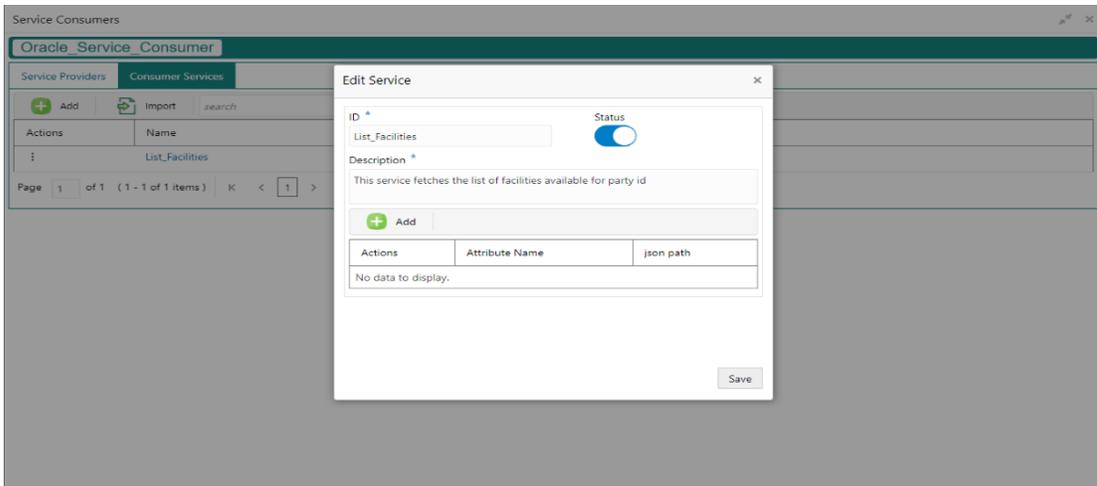 Service Consumers
Oracle_Service_Consumer
Service Providers Consumer Services
Add Import search
Actions Name
List_Facilities
Page 1 of 1 (1 - 1 of 1 items) K < 1 >
Edit Service
ID * Status
List_Facilities
Description *
This service fetches the list of facilities available for party id
Add
Actions Attribute Name json path
No data to display.
Save